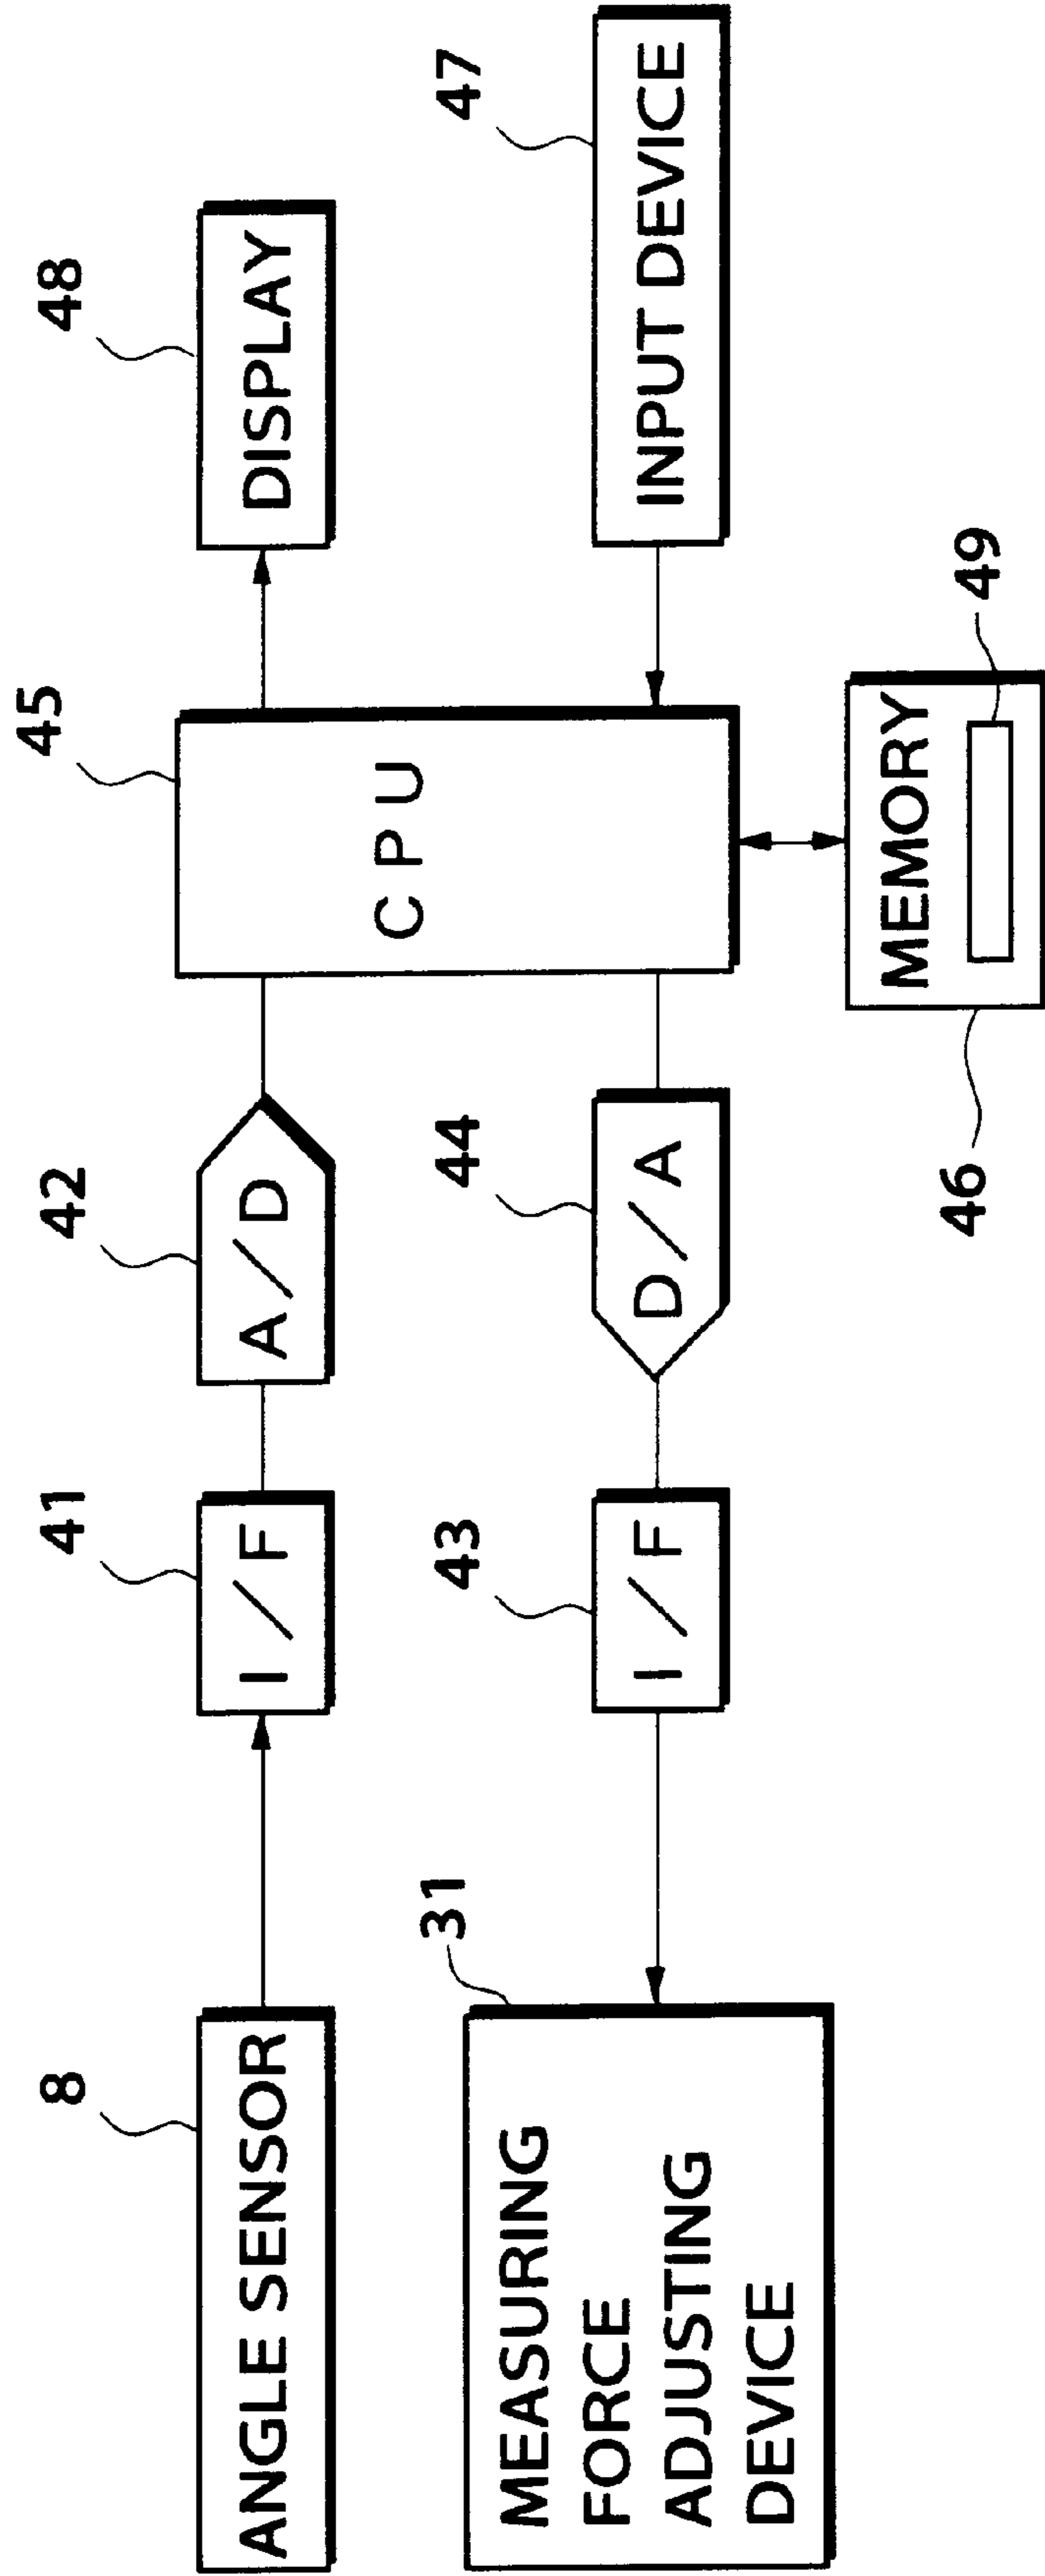 8
ANGLE SENSOR
41
I/F
42
A/D
45
CPU
48
DISPLAY
31
MEASURING
FORCE
ADJUSTING
DEVICE
43
I/F
44
D/A
47
INPUT DEVICE
46
MEMORY
49